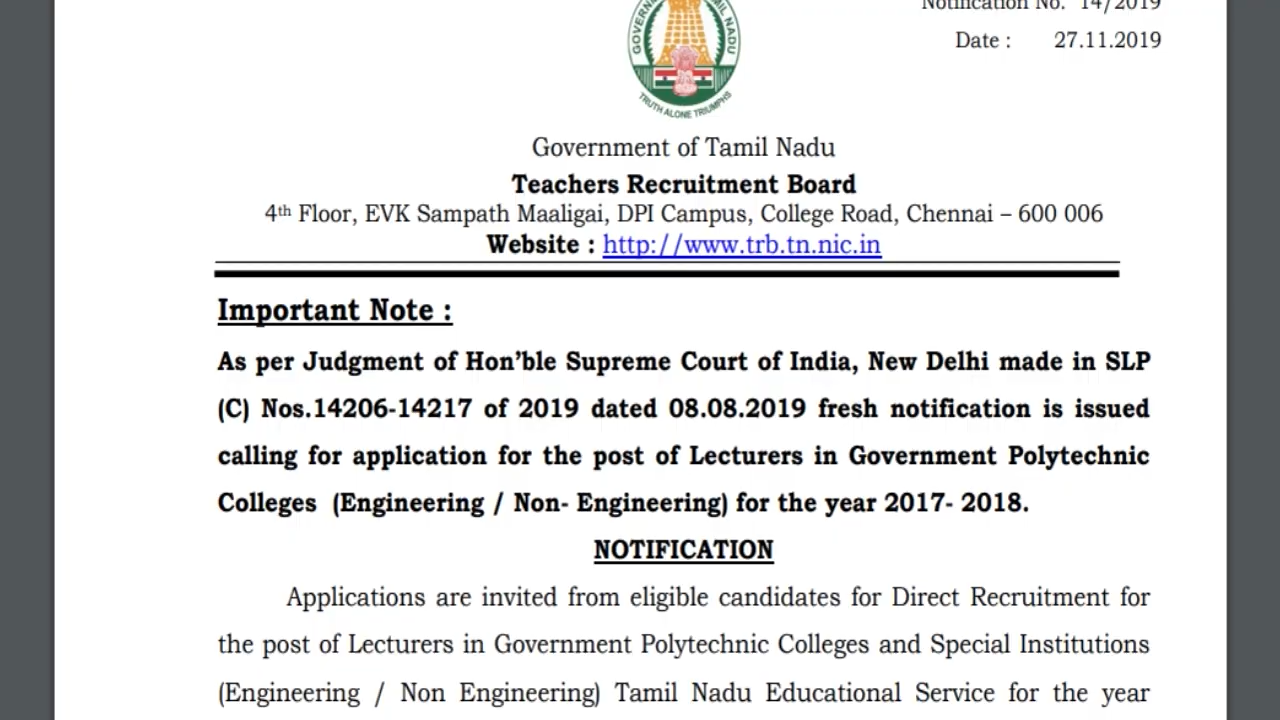 Notification No. 14/2019
Date : 27.11.2019
GOVERNMENT OF TAMIL NADU
TRUTH ALONE TRIUMPHS
Government of Tamil Nadu
Teachers Recruitment Board
4th Floor, EVK Sampath Maaligai, DPI Campus, College Road, Chennai – 600 006
Website : http://www.trb.tn.nic.in
Important Note :
As per Judgment of Hon’ble Supreme Court of India, New Delhi made in SLP
(C) Nos.14206-14217 of 2019 dated 08.08.2019 fresh notification is issued
calling for application for the post of Lecturers in Government Polytechnic
Colleges (Engineering / Non- Engineering) for the year 2017- 2018.
NOTIFICATION
Applications are invited from eligible candidates for Direct Recruitment for
the post of Lecturers in Government Polytechnic Colleges and Special Institutions
(Engineering / Non Engineering) Tamil Nadu Educational Service for the year